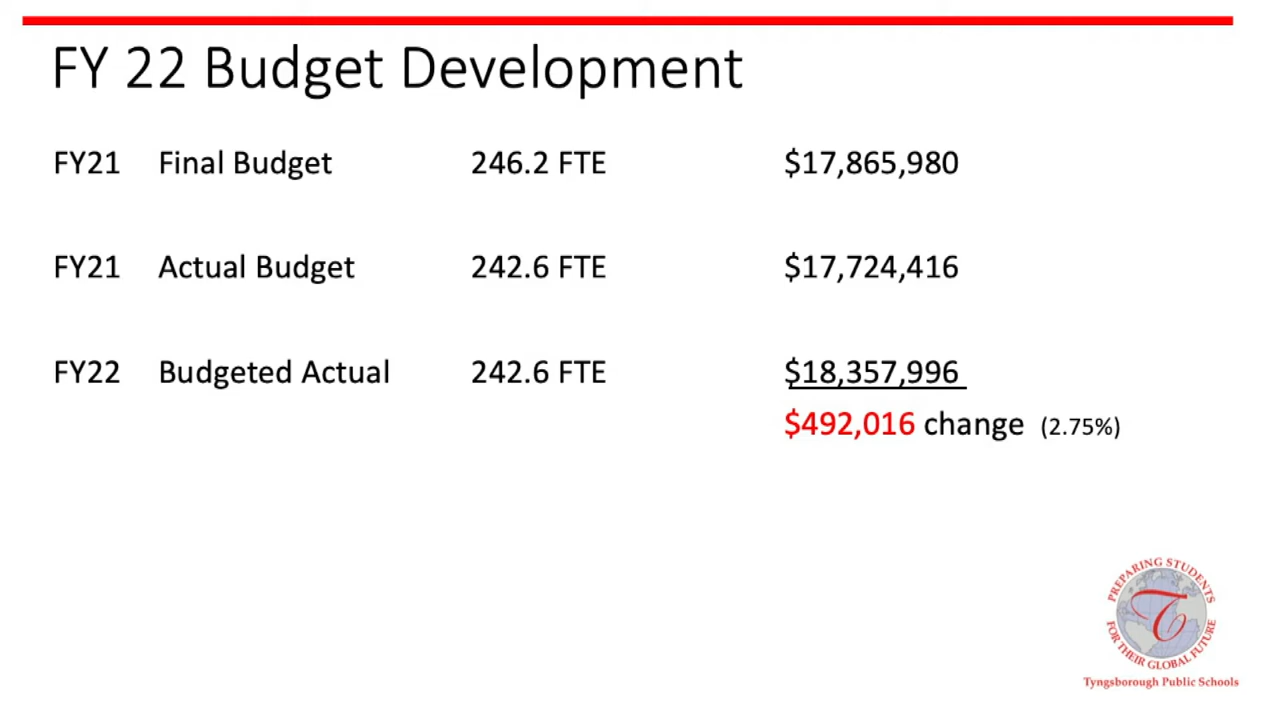 FY 22 Budget Development
FY21 Final Budget 246.2 FTE $17,865,980
FY21 Actual Budget 242.6 FTE $17,724,416
FY22 Budgeted Actual 242.6 FTE $18,357,996
$492,016 change (2.75%)
PREPARING STUDENTS
FOR THEIR GLOBAL FUTURE
T
Tyngsborough Public Schools